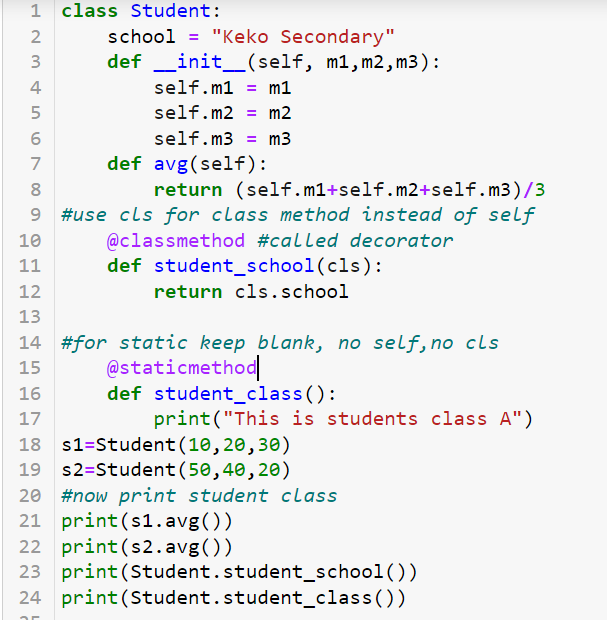 1 class Student:
2     school = "Keko Secondary"
3     def __init__(self, m1,m2,m3):
4         self.m1 = m1
5         self.m2 = m2
6         self.m3 = m3
7     def avg(self):
8         return (self.m1+self.m2+self.m3)/3
9 #use cls for class method instead of self
10     @classmethod #called decorator
11     def student_school(cls):
12         return cls.school
13
14 #for static keep blank, no self,no cls
15     @staticmethod
16     def student_class():
17         print("This is students class A")
18 s1=Student(10,20,30)
19 s2=Student(50,40,20)
20 #now print student class
21 print(s1.avg())
22 print(s2.avg())
23 print(Student.student_school())
24 print(Student.student_class())